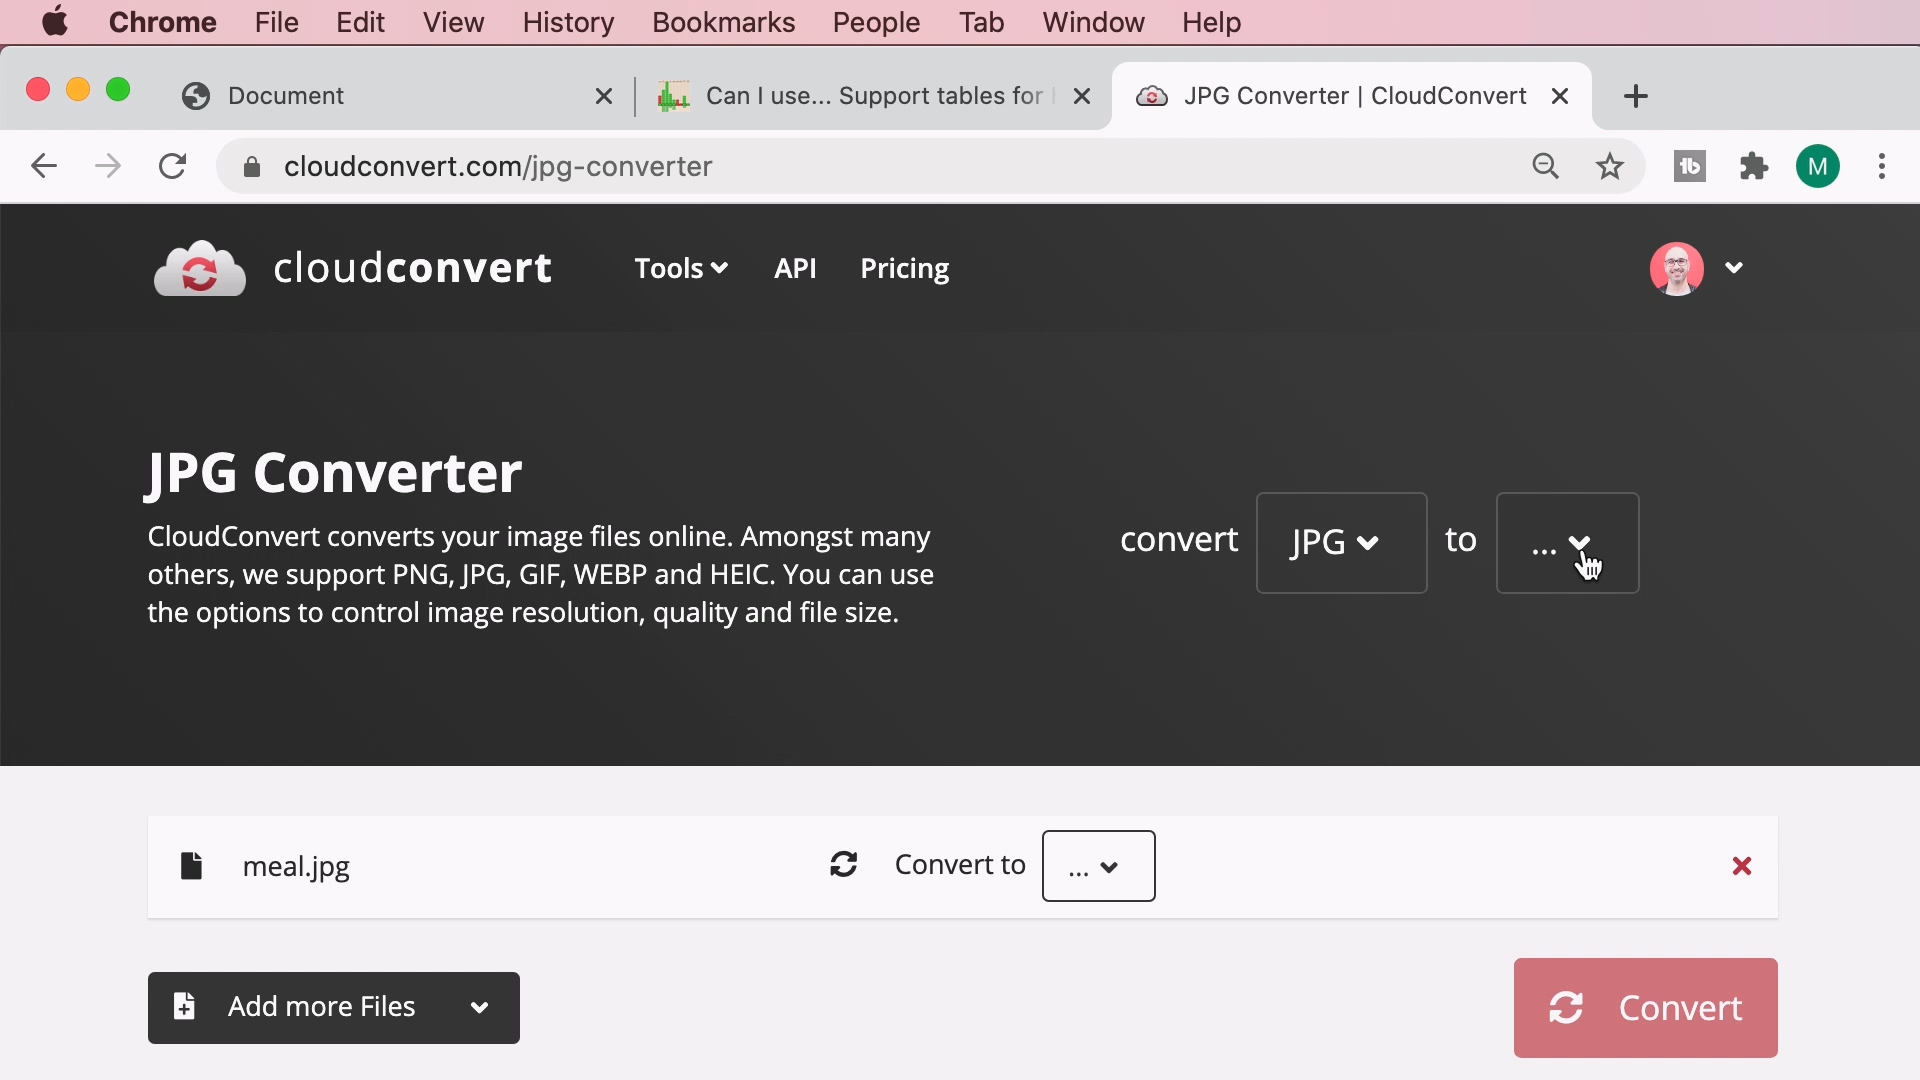 Chrome File Edit View History Bookmarks People Tab Window Help
Document
Can I use... Support tables for
JPG Converter | CloudConvert
cloudconvert.com/jpg-converter
M
cloudconvert
Tools API Pricing
JPG Converter
CloudConvert converts your image files online. Amongst many
others, we support PNG, JPG, GIF, WEBP and HEIC. You can use
the options to control image resolution, quality and file size.
convert JPG to ...
meal.jpg
Convert to ...
Add more Files
Convert